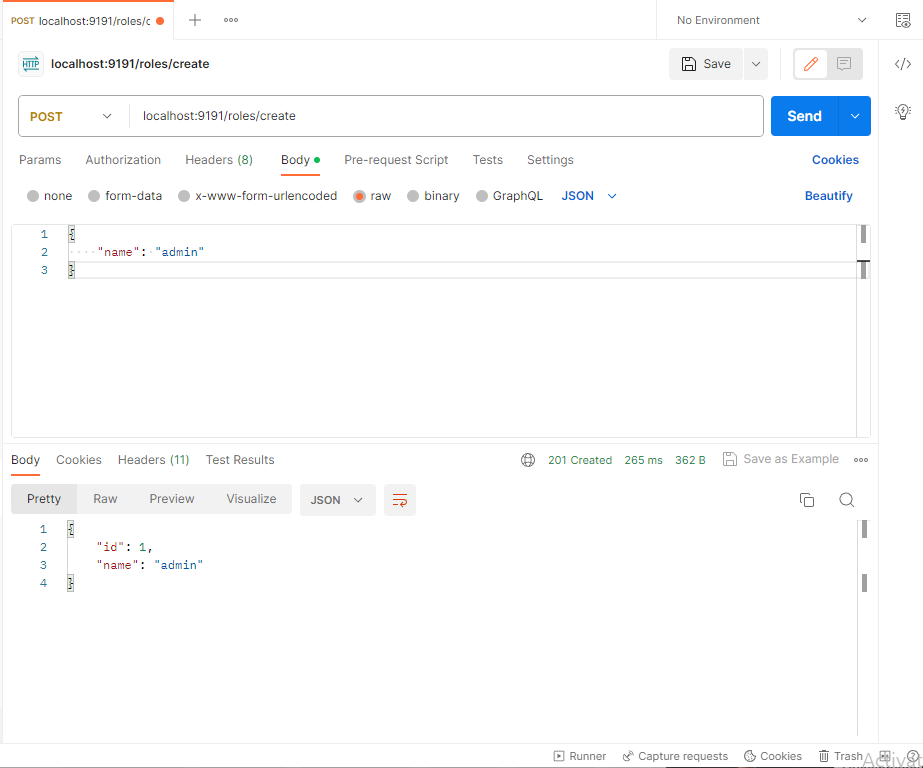 POST localhost:9191/roles/c
No Environment
HTTP localhost:9191/roles/create
Save
POST localhost:9191/roles/create Send
Params Authorization Headers (8) Body Pre-request Script Tests Settings Cookies
none form-data x-www-form-urlencoded raw binary GraphQL JSON Beautify
1 {
2 "name": "admin"
3 }
Body Cookies Headers (11) Test Results 201 Created 265 ms 362 B Save as Example
Pretty Raw Preview Visualize JSON
1 {
2 "id": 1,
3 "name": "admin"
4 }
Runner Capture requests Cookies Trash
Activat